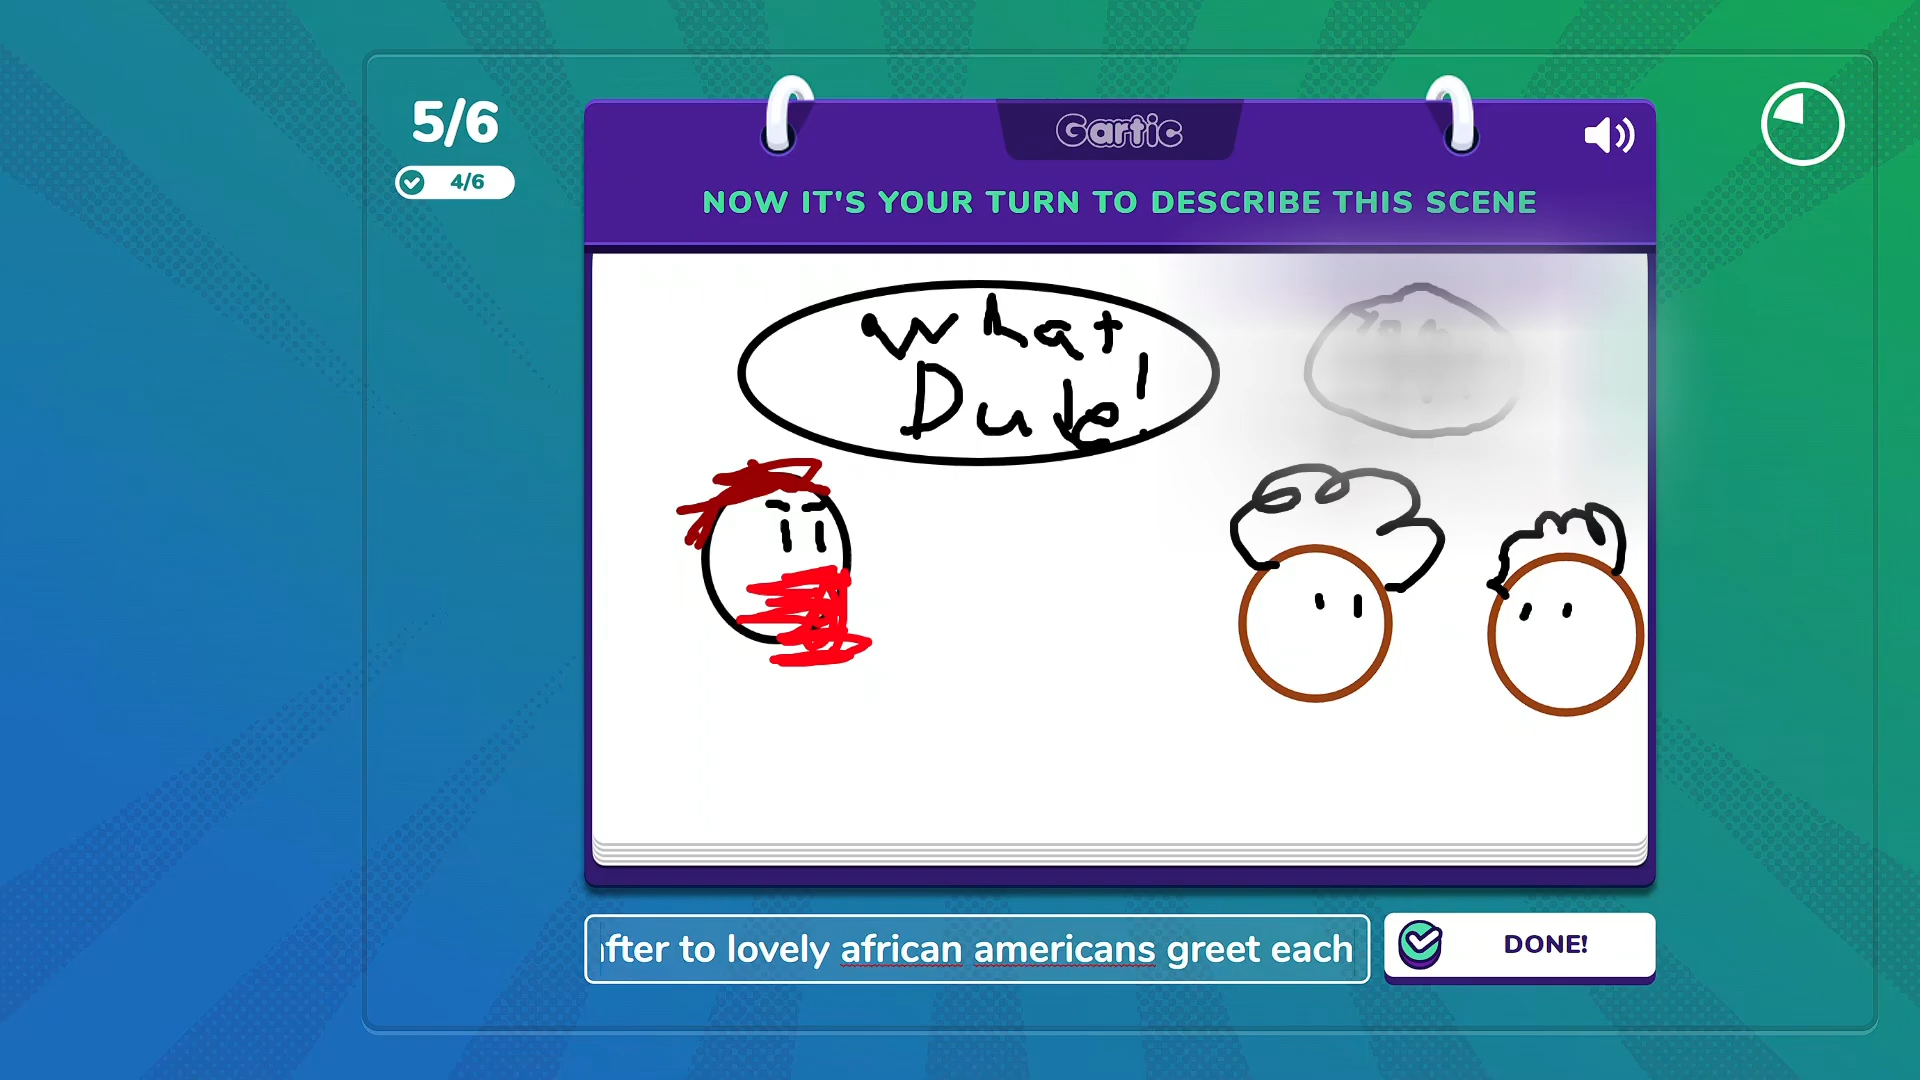 5/6
4/6
Gartic
NOW IT'S YOUR TURN TO DESCRIBE THIS SCENE
What
Dude!
fter to lovely african americans greet each
DONE!